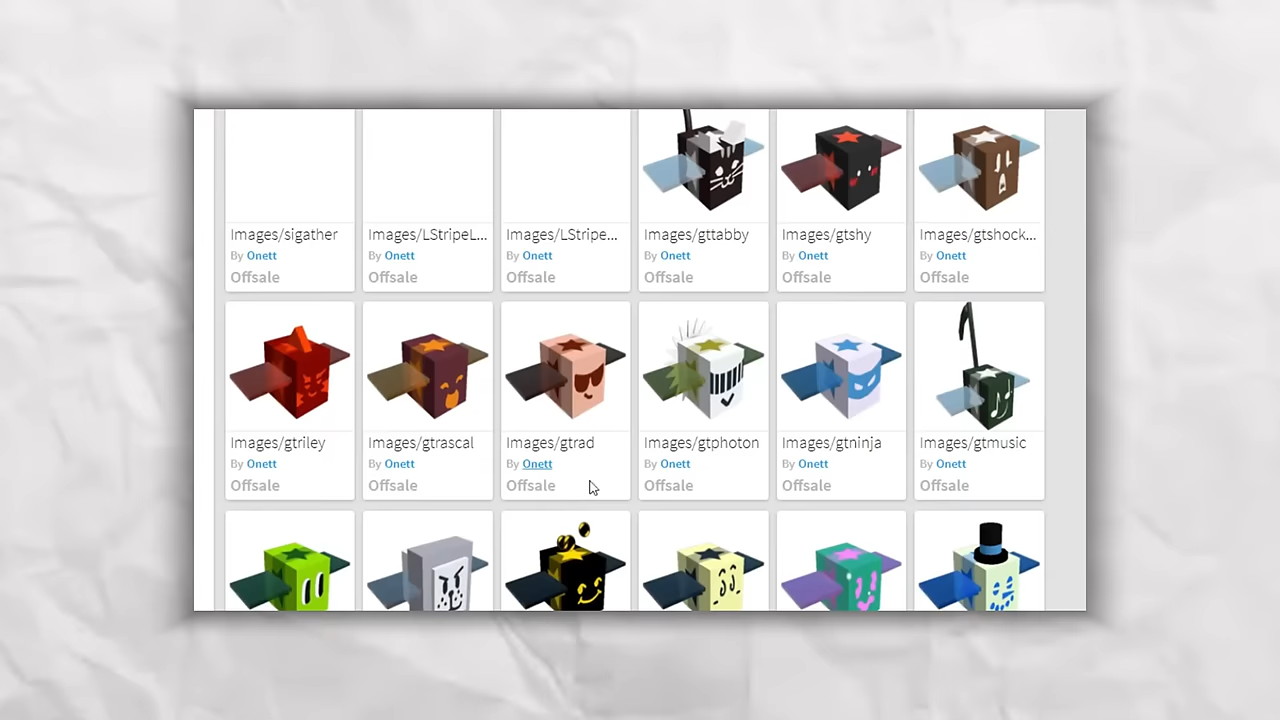 Images/sigather
Images/LStripeL...
Images/LStripe...
Images/gttabby
Images/gtshy
Images/gtshock...
By Onett
By Onett
By Onett
By Onett
By Onett
By Onett
Offsale
Offsale
Offsale
Offsale
Offsale
Offsale
Images/gtriley
Images/gtrascal
Images/gtrad
Images/gtphoton
Images/gtninja
Images/gtmusic
By Onett
By Onett
By Onett
By Onett
By Onett
By Onett
Offsale
Offsale
Offsale
Offsale
Offsale
Offsale